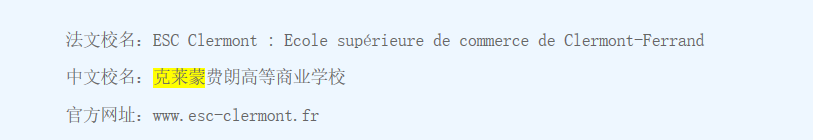 法文校名：ESC Clermont : Ecole supérieure de commerce de Clermont-Ferrand
中文校名：克莱蒙费朗高等商业学校
官方网址：www.esc-clermont.fr